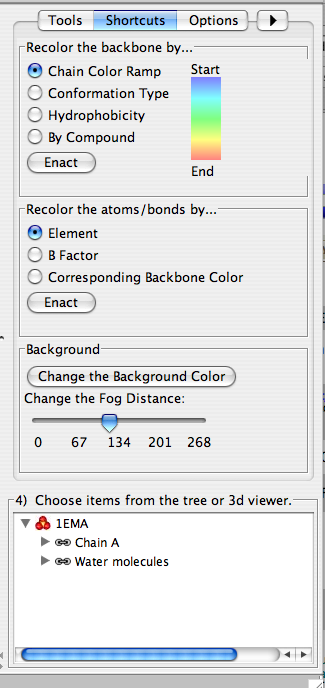 Tools Shortcuts Options
Recolor the backbone by...
Chain Color Ramp Start
Conformation Type
Hydrophobicity
By Compound
Enact End
Recolor the atoms/bonds by...
Element
B Factor
Corresponding Backbone Color
Enact
Background
Change the Background Color
Change the Fog Distance:
0 67 134 201 268
4) Choose items from the tree or 3d viewer.
1EMA
Chain A
Water molecules